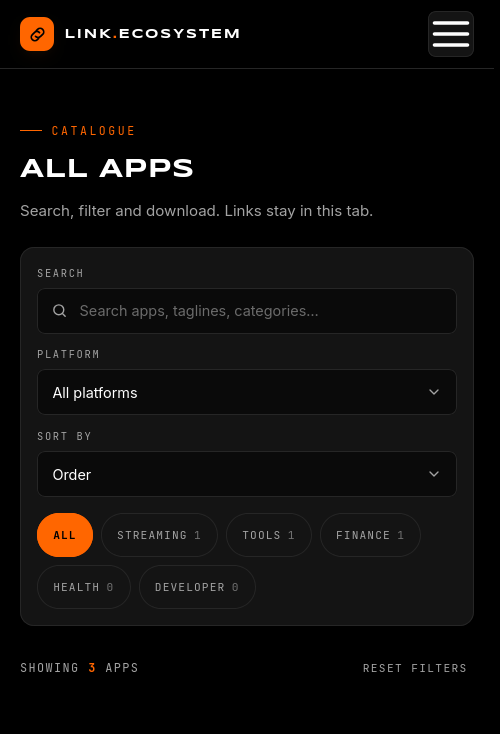 LINK.ECOSYSTEM
CATALOGUE
ALL APPS
Search, filter and download. Links stay in this tab.
SEARCH
Search apps, taglines, categories...
PLATFORM
All platforms
SORT BY
Order
ALL STREAMING 1 TOOLS 1 FINANCE 1
HEALTH 0 DEVELOPER 0
SHOWING 3 APPS RESET FILTERS